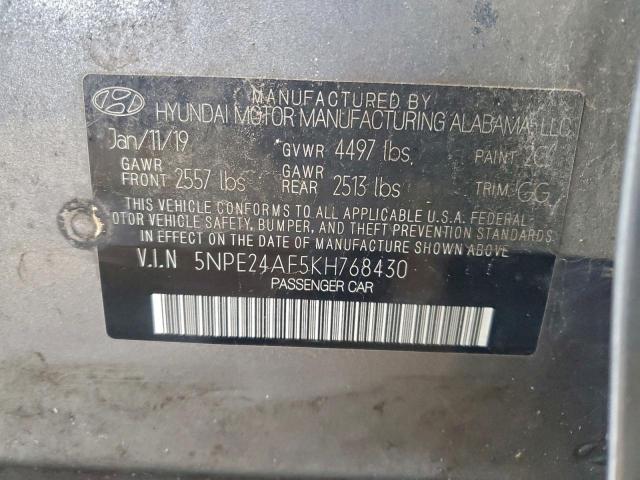 MANUFACTURED BY
HYUNDAI MOTOR MANUFACTURING ALABAMA, LLC
Jan/11/19 GVWR 4497 lbs, PAINT
GAWR FRONT 2557 lbs GAWR REAR 2513 lbs TRIM GG
THIS VEHICLE CONFORMS TO ALL APPLICABLE U.S.A. FEDERAL
OTOR VEHICLE SAFETY, BUMPER, AND THEFT PREVENTION STANDARDS
IN EFFECT ON THE DATE OF MANUFACTURE SHOWN ABOVE.
V.I.N 5NPE24AF5KH768430
PASSENGER CAR